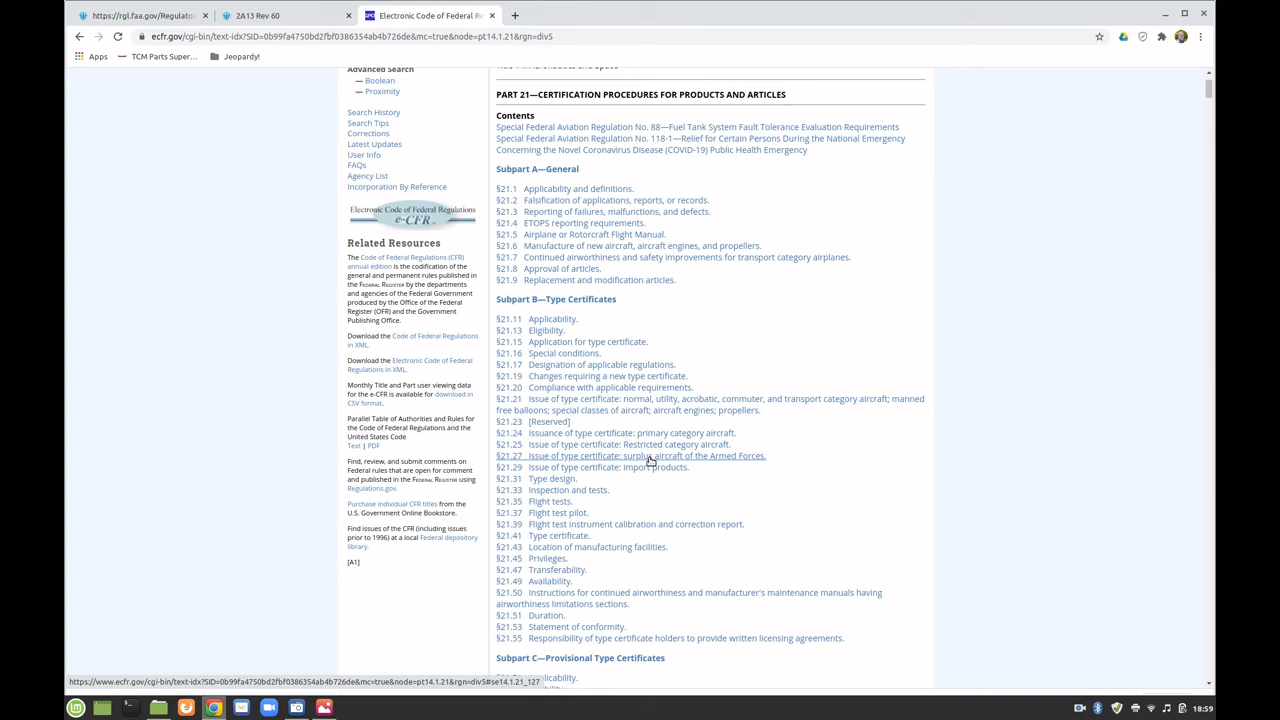 https://rgl.faa.gov/Regulato
2A13 Rev 60
Electronic Code of Federal Re
ecfr.gov/cgi-bin/text-idx?SID=0b99fa4750bd2fbf0386354ab4b726de&mc=true&node=pt14.1.21&rgn=div5
Apps
TCM Parts Super...
Jeopardy!
Advanced Search
— Boolean
— Proximity
Search History
Search Tips
Corrections
Latest Updates
User Info
FAQs
Agency List
Incorporation By Reference
Electronic Code of Federal Regulations
e-CFR
Related Resources
The Code of Federal Regulations (CFR)
annual edition is the codification of the
general and permanent rules published in
the FEDERAL REGISTER by the departments
and agencies of the Federal Government
produced by the Office of the Federal
Register (OFR) and the Government
Publishing Office.
Download the Code of Federal Regulations
in XML.
Download the Electronic Code of Federal
Regulations in XML.
Monthly Title and Part user viewing data
for the e-CFR is available for download in
CSV format.
Parallel Table of Authorities and Rules for
the Code of Federal Regulations and the
United States Code
Text | PDF
Find, review, and submit comments on
Federal rules that are open for comment
and published in the FEDERAL REGISTER using
Regulations.gov.
Purchase individual CFR titles from the
U.S. Government Online Bookstore.
Find issues of the CFR (including issues
prior to 1996) at a local Federal depository
library.
[A1]
PART 21—CERTIFICATION PROCEDURES FOR PRODUCTS AND ARTICLES
Contents
Special Federal Aviation Regulation No. 88—Fuel Tank System Fault Tolerance Evaluation Requirements
Special Federal Aviation Regulation No. 118-1—Relief for Certain Persons During the National Emergency
Concerning the Novel Coronavirus Disease (COVID-19) Public Health Emergency
Subpart A—General
§21.1 Applicability and definitions.
§21.2 Falsification of applications, reports, or records.
§21.3 Reporting of failures, malfunctions, and defects.
§21.4 ETOPS reporting requirements.
§21.5 Airplane or Rotorcraft Flight Manual.
§21.6 Manufacture of new aircraft, aircraft engines, and propellers.
§21.7 Continued airworthiness and safety improvements for transport category airplanes.
§21.8 Approval of articles.
§21.9 Replacement and modification articles.
Subpart B—Type Certificates
§21.11 Applicability.
§21.13 Eligibility.
§21.15 Application for type certificate.
§21.16 Special conditions.
§21.17 Designation of applicable regulations.
§21.19 Changes requiring a new type certificate.
§21.20 Compliance with applicable requirements.
§21.21 Issue of type certificate: normal, utility, acrobatic, commuter, and transport category aircraft; manned
free balloons; special classes of aircraft; aircraft engines; propellers.
§21.23 [Reserved]
§21.24 Issuance of type certificate: primary category aircraft.
§21.25 Issue of type certificate: Restricted category aircraft.
§21.27 Issue of type certificate: surplus aircraft of the Armed Forces.
§21.29 Issue of type certificate: import products.
§21.31 Type design.
§21.33 Inspection and tests.
§21.35 Flight tests.
§21.37 Flight test pilot.
§21.39 Flight test instrument calibration and correction report.
§21.41 Type certificate.
§21.43 Location of manufacturing facilities.
§21.45 Privileges.
§21.47 Transferability.
§21.49 Availability.
§21.50 Instructions for continued airworthiness and manufacturer's maintenance manuals having
airworthiness limitations sections.
§21.51 Duration.
§21.53 Statement of conformity.
§21.55 Responsibility of type certificate holders to provide written licensing agreements.
Subpart C—Provisional Type Certificates
https://www.ecfr.gov/cgi-bin/text-idx?SID=0b99fa4750bd2fbf0386354ab4b726de&mc=true&node=pt14.1.21&rgn=div5#se14.1.21_127
18:59